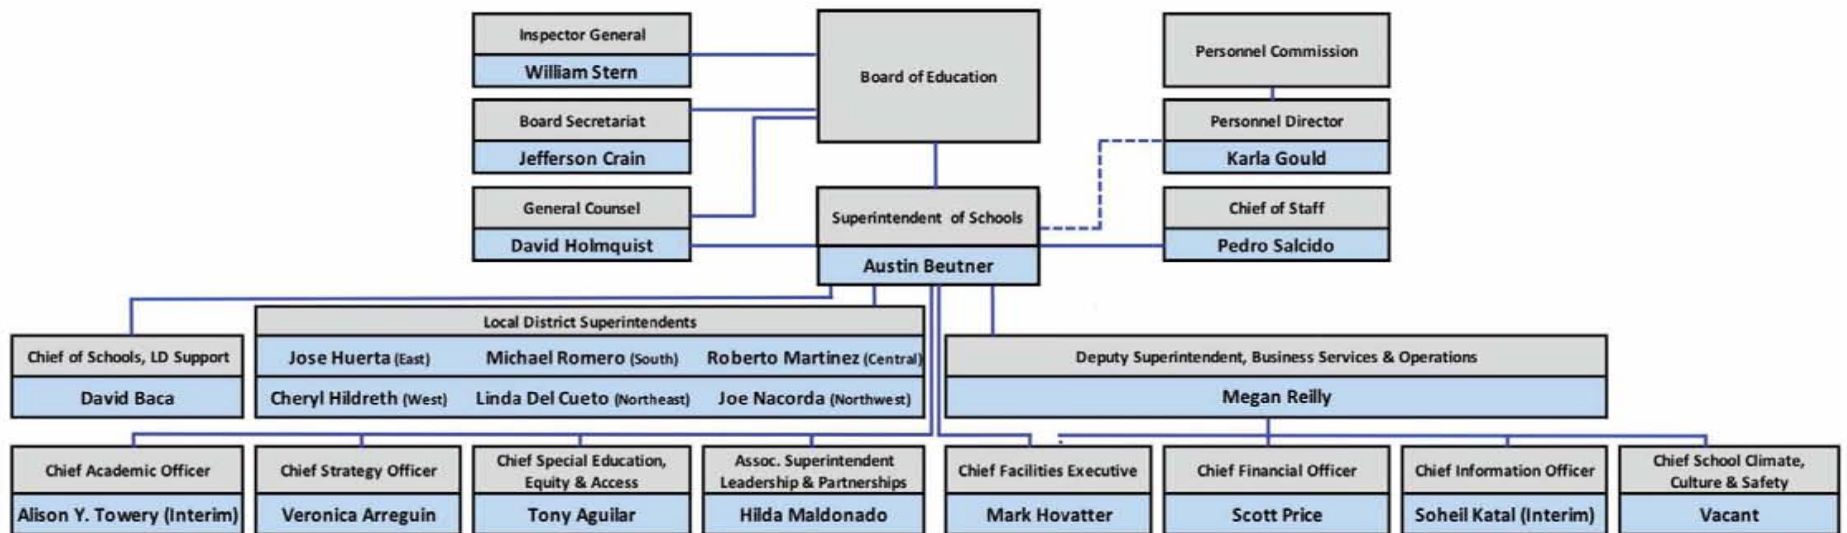 Inspector General
William Stern
Board of Education
Personnel Commission
Board Secretariat
Jefferson Crain
Personnel Director
Karla Gould
General Counsel
David Holmquist
Superintendent of Schools
Austin Beutner
Chief of Staff
Pedro Salcido
Chief of Schools, LD Support
David Baca
Local District Superintendents
Jose Huerta (East) Michael Romero (South) Roberto Martinez (Central)
Cheryl Hildreth (West) Linda Del Cueto (Northeast) Joe Nacorda (Northwest)
Deputy Superintendent, Business Services & Operations
Megan Reilly
Chief Academic Officer
Alison Y. Towery (Interim)
Chief Strategy Officer
Veronica Arreguin
Chief Special Education,
Equity & Access
Tony Aguilar
Assoc. Superintendent
Leadership & Partnerships
Hilda Maldonado
Chief Facilities Executive
Mark Hovatter
Chief Financial Officer
Scott Price
Chief Information Officer
Soheil Katal (Interim)
Chief School Climate,
Culture & Safety
Vacant